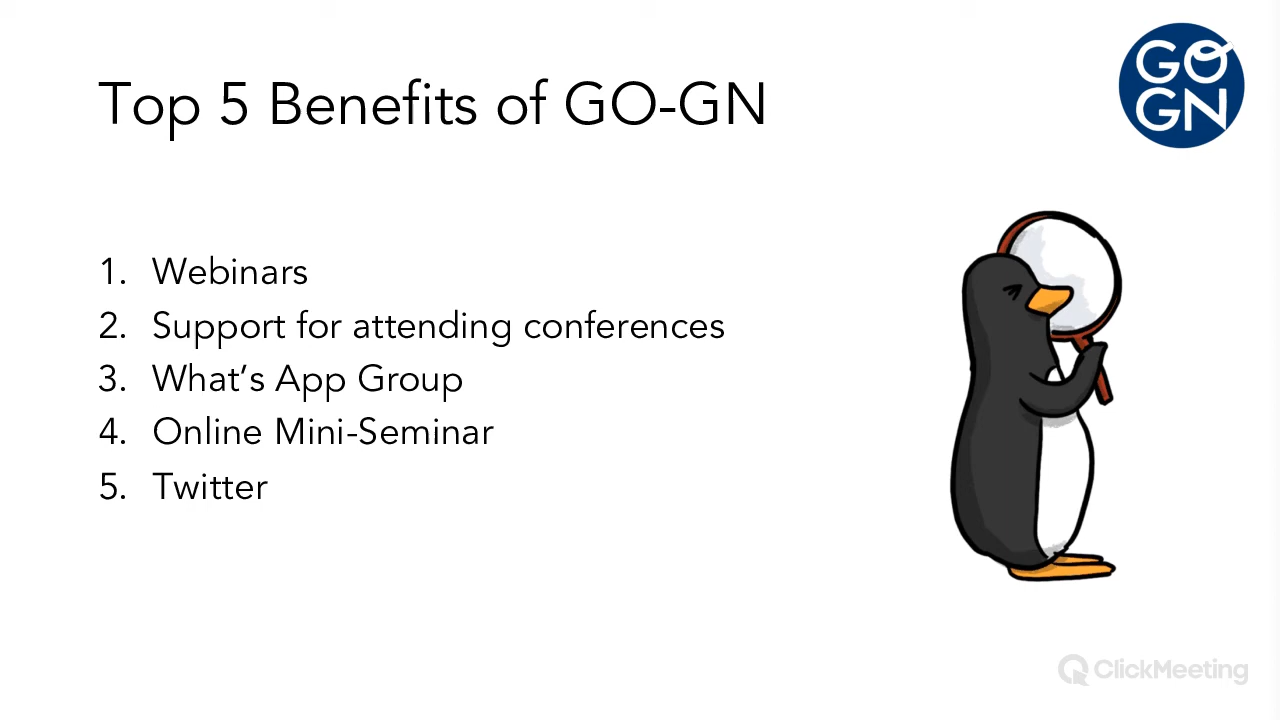 Top 5 Benefits of GO-GN
GO
GN
1. Webinars
2. Support for attending conferences
3. What’s App Group
4. Online Mini-Seminar
5. Twitter
ClickMeeting